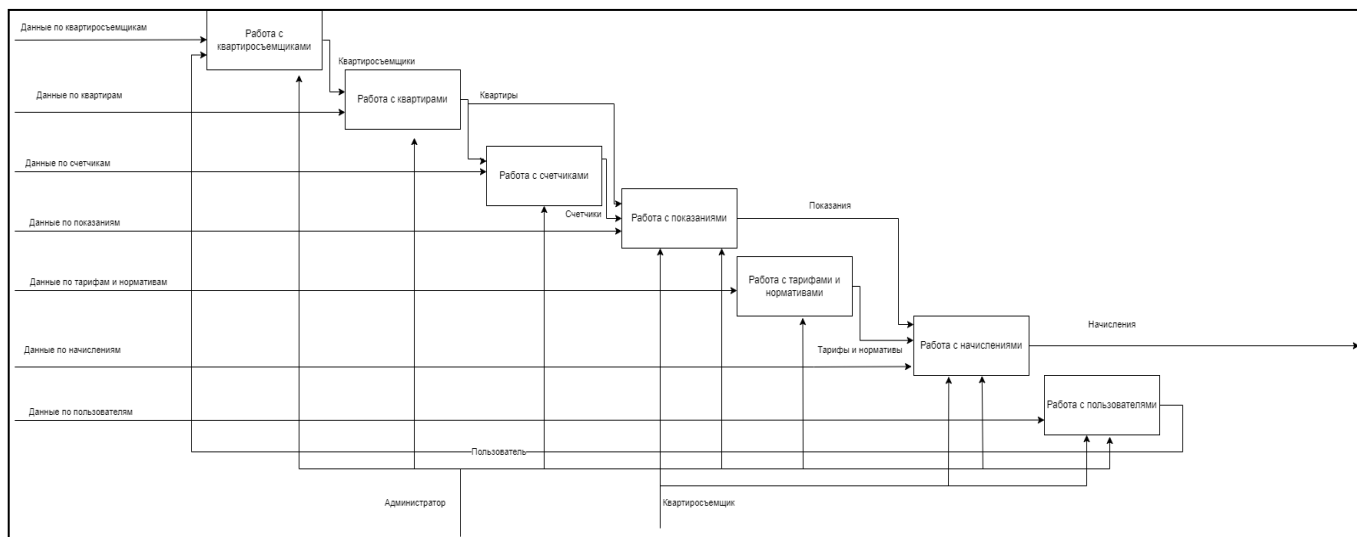 Данные по квартиросъемщикам
Работа с
квартиросъемщиками
Квартиросъемщики
Данные по квартирам
Работа с квартирами
Квартиры
Данные по счетчикам
Работа с счетчиками
Счетчики
Данные по показаниям
Работа с показаниями
Показания
Данные по тарифам и нормативам
Работа с тарифами и
нормативами
Тарифы и нормативы
Данные по начислениям
Работа с начислениями
Начисления
Данные по пользователям
Работа с пользователями
Пользователь
Администратор
Квартиросъемщик